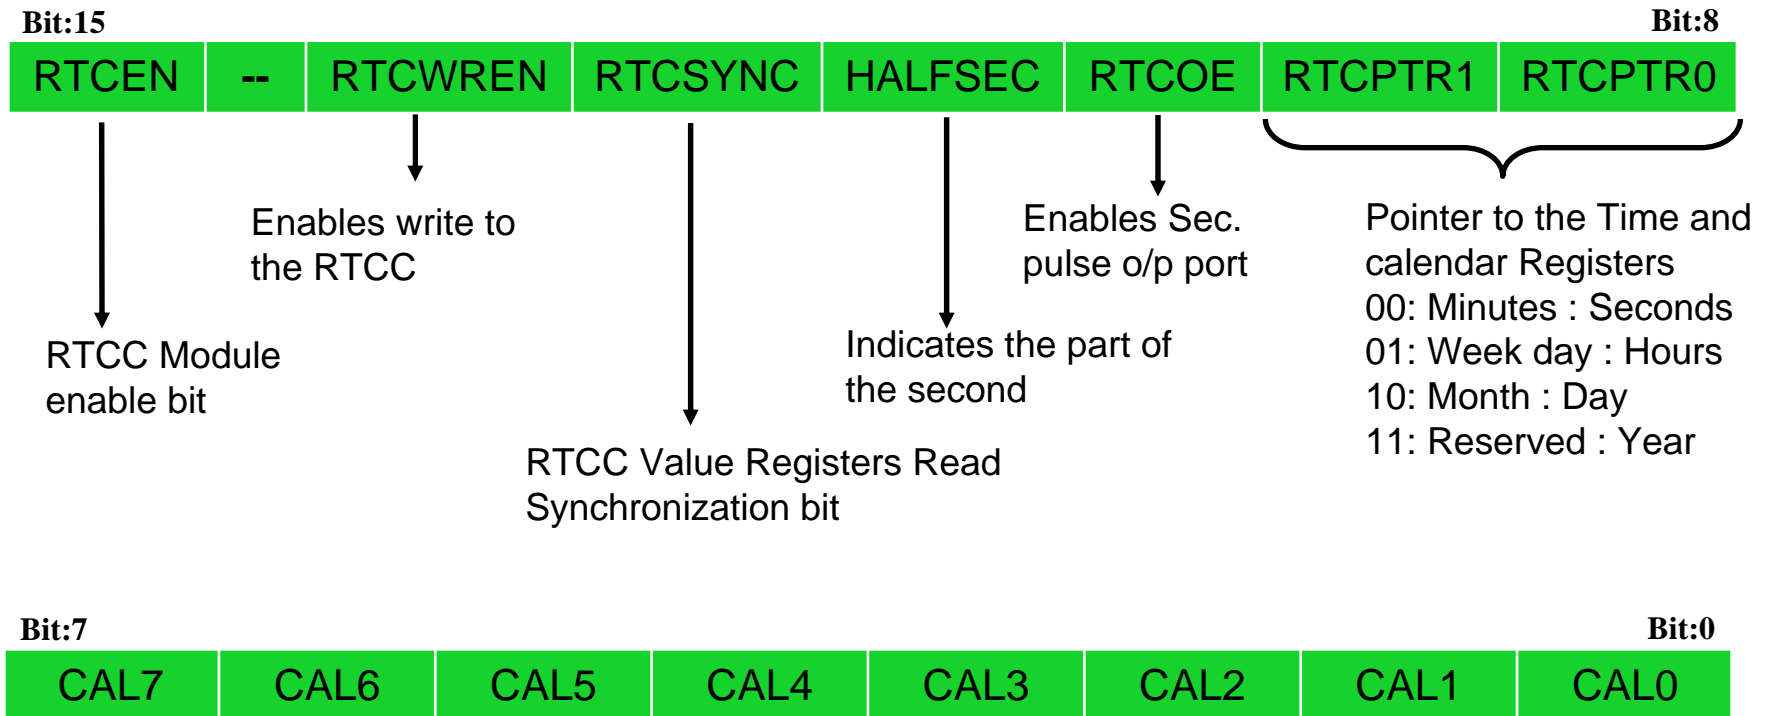 Bit:15 Bit:8
RTCEN -- RTCWREN RTCSYNC HALFSEC RTCOE RTCPTR1 RTCPTR0
Enables write to
the RTCC
Enables Sec.
pulse o/p port
Pointer to the Time and
calendar Registers
00: Minutes : Seconds
01: Week day : Hours
10: Month : Day
11: Reserved : Year
RTCC Module
enable bit
Indicates the part of
the second
RTCC Value Registers Read
Synchronization bit
Bit:7 Bit:0
CAL7 CAL6 CAL5 CAL4 CAL3 CAL2 CAL1 CAL0